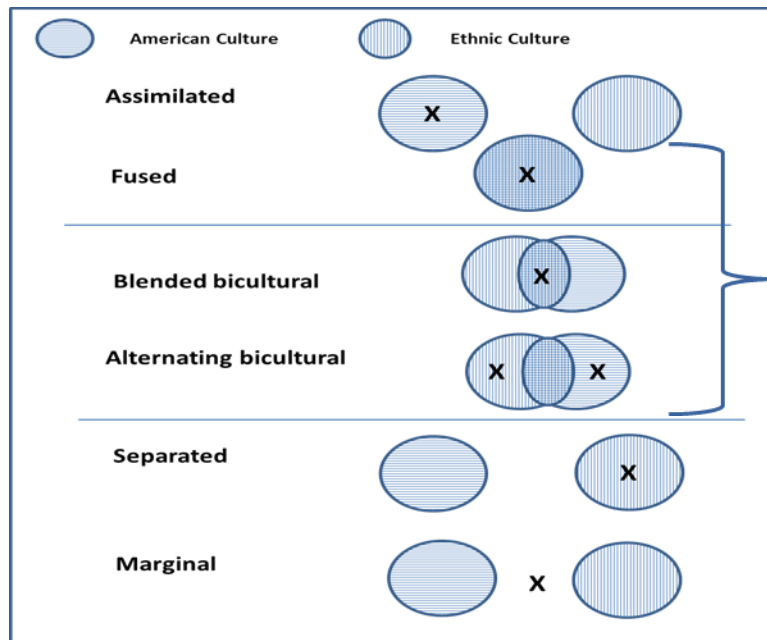 American Culture
Ethnic Culture
Assimilated
X
Fused
X
Blended bicultural
X
Alternating bicultural
X X
Separated
X
Marginal
X